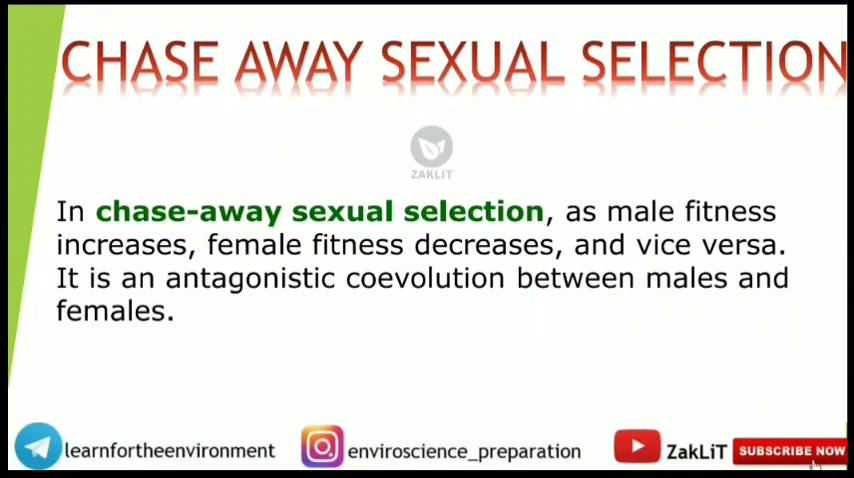 CHASE AWAY SEXUAL SELECTION
ZAKLIT
In chase-away sexual selection, as male fitness
increases, female fitness decreases, and vice versa.
It is an antagonistic coevolution between males and
females.
learnfortheenvironment
enviroscience_preparation
ZakLiT
SUBSCRIBE NOW